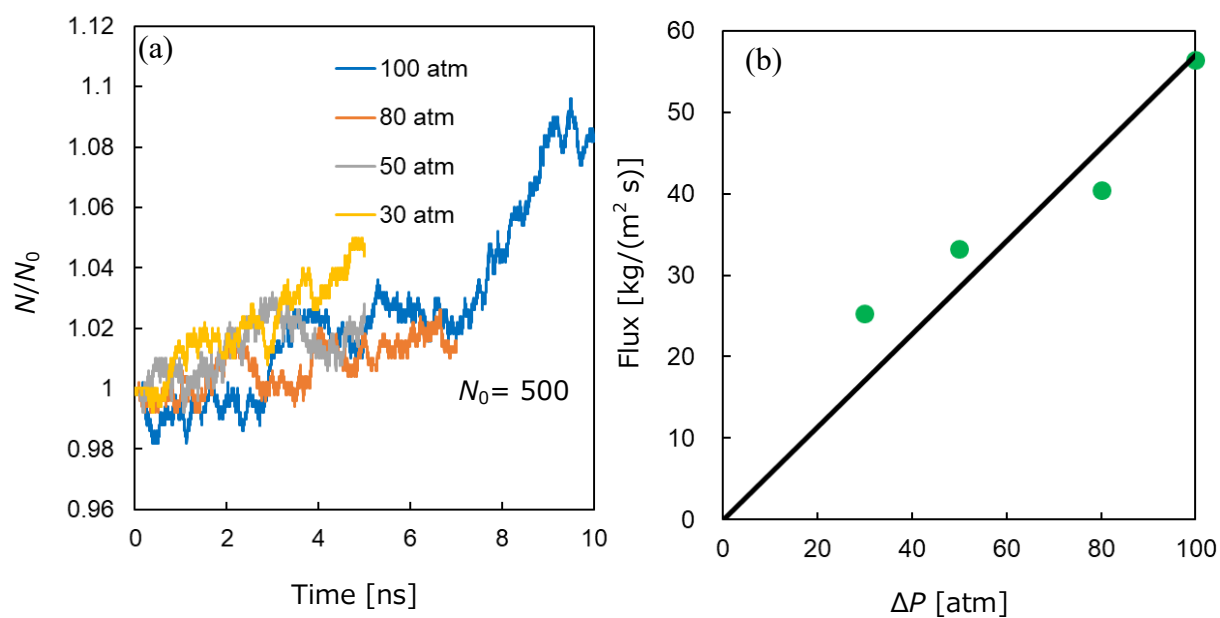 (a)
100 atm
80 atm
50 atm
30 atm
N₀= 500
1.12
1.1
1.08
1.06
1.04
1.02
1
0.98
0.96
N/N₀
0 2 4 6 8 10
Time [ns]
(b)
60
50
40
30
20
10
0
Flux [kg/(m² s)]
0 20 40 60 80 100
ΔP [atm]